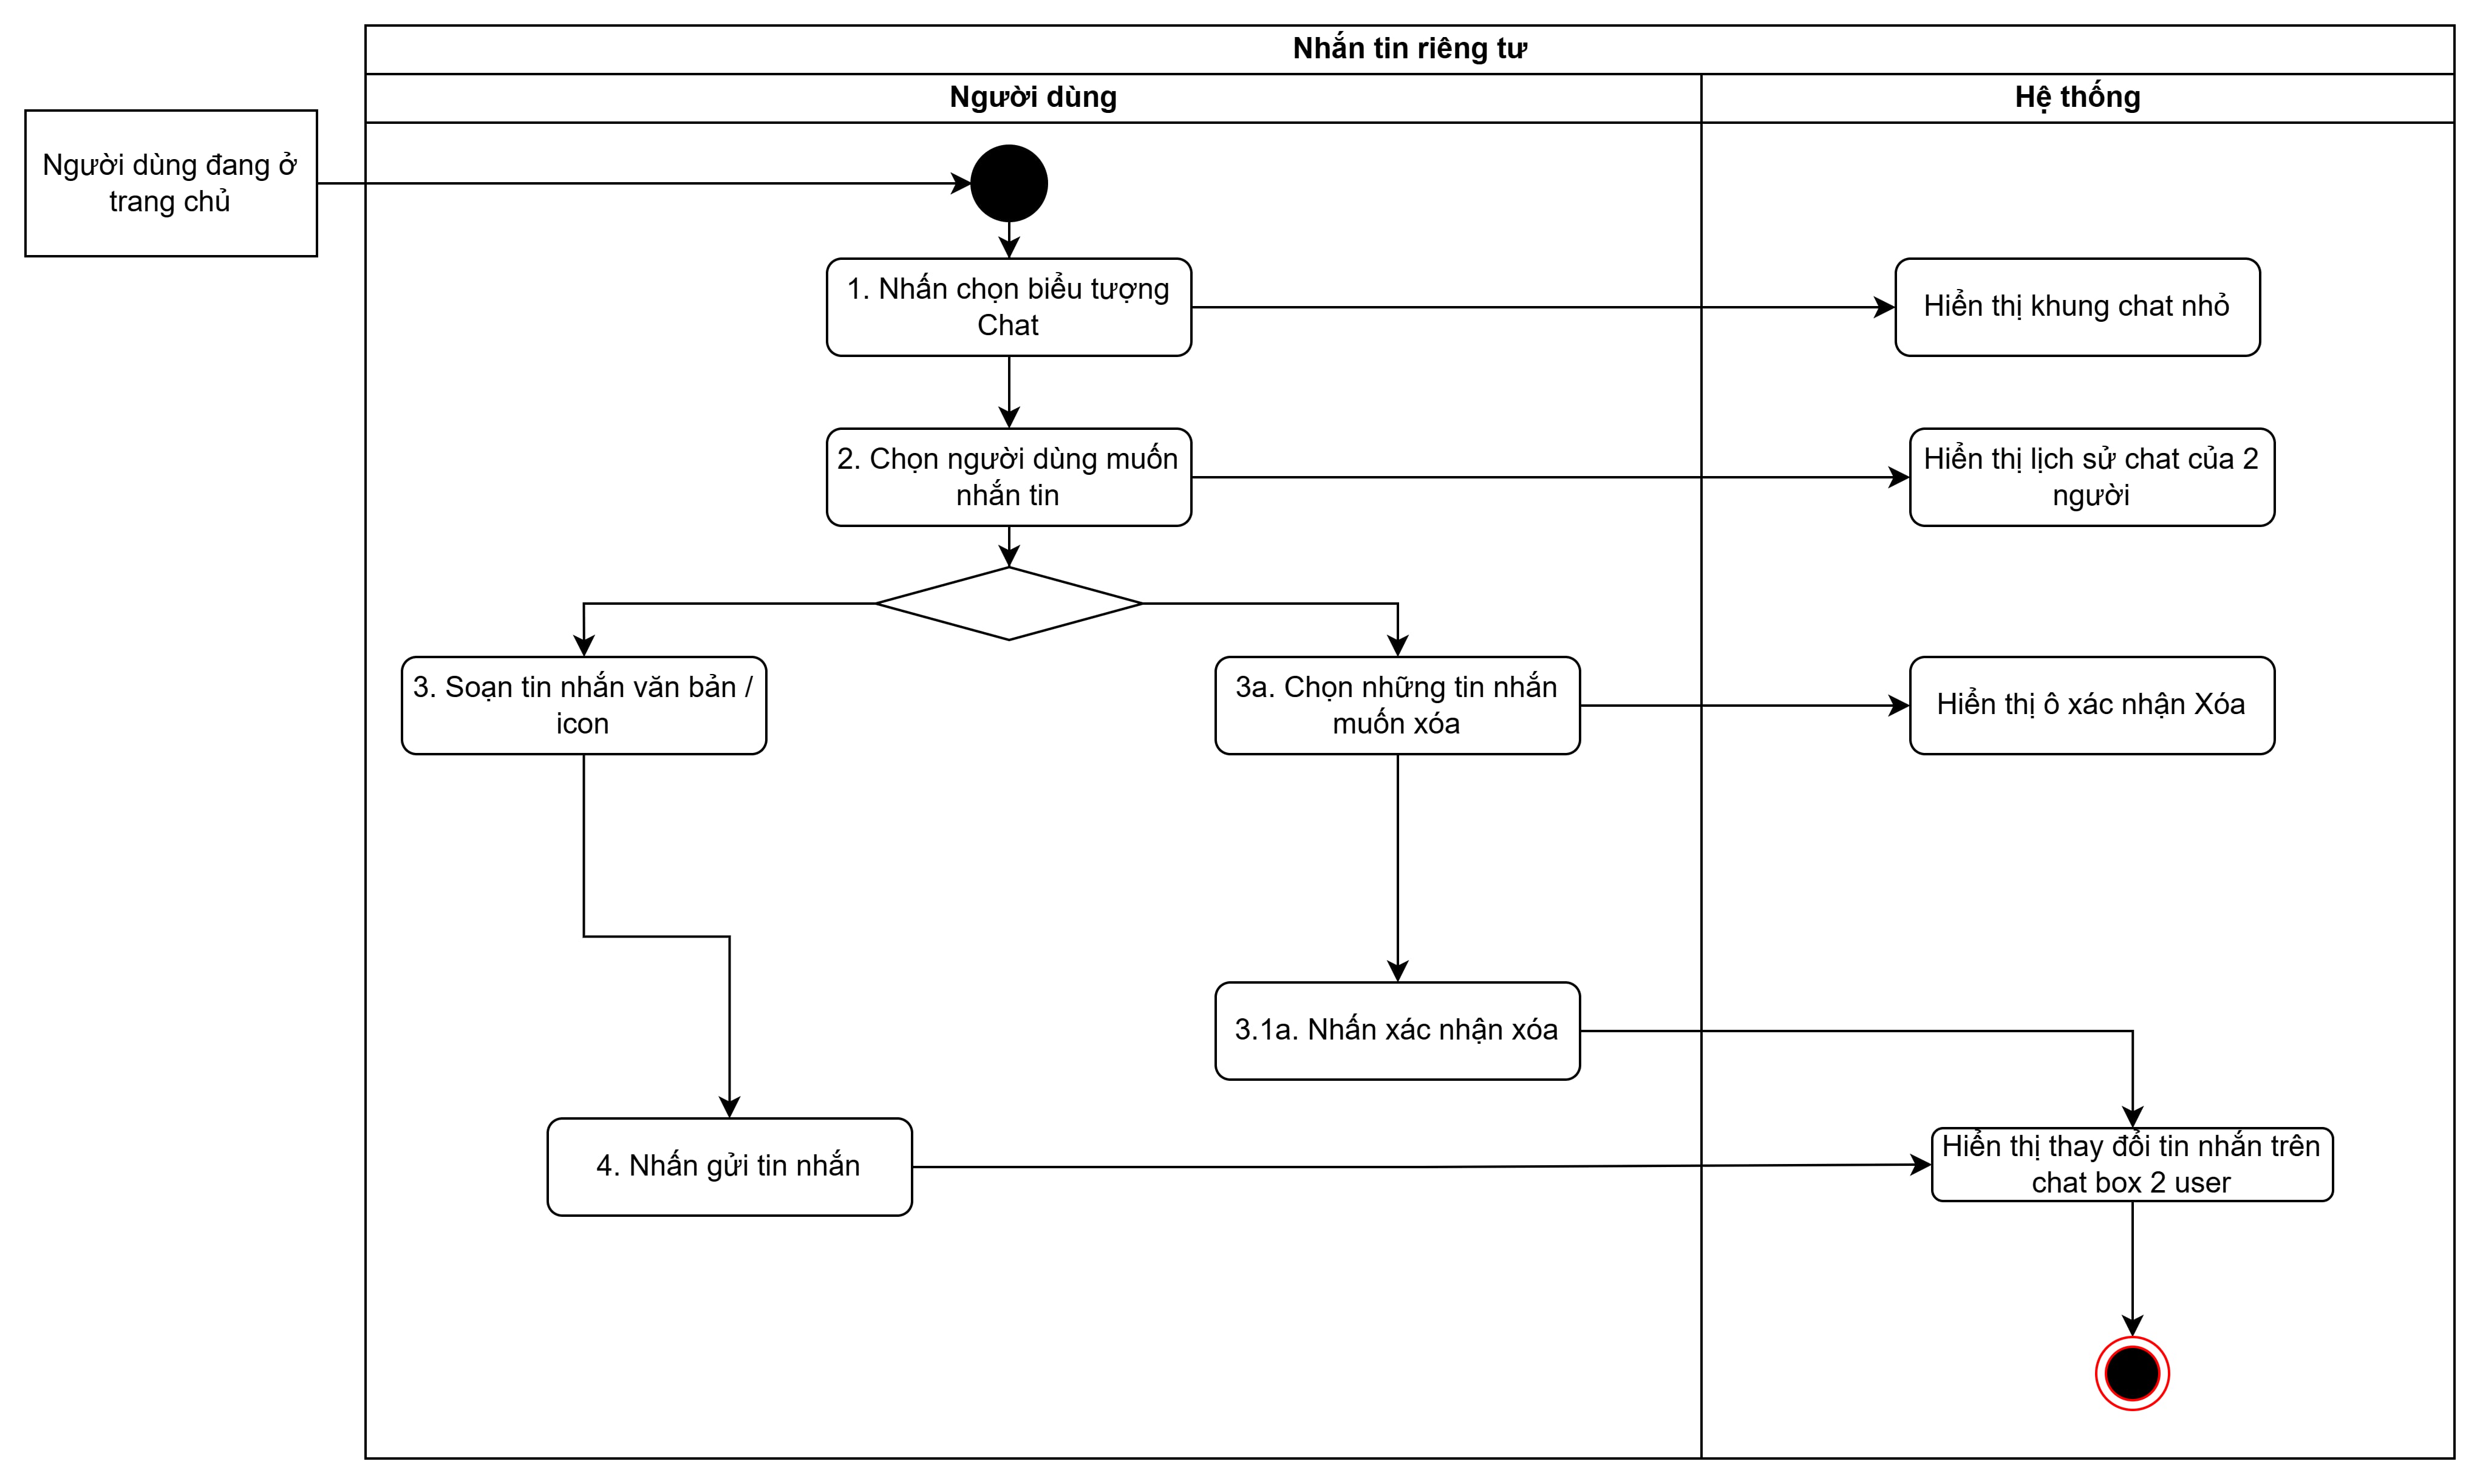 Nhắn tin riêng tư
Người dùng
Hệ thống
Người dùng đang ở
trang chủ
1. Nhấn chọn biểu tượng
Chat
Hiển thị khung chat nhỏ
2. Chọn người dùng muốn
nhắn tin
Hiển thị lịch sử chat của 2
người
3. Soạn tin nhắn văn bản /
icon
3a. Chọn những tin nhắn
muốn xóa
Hiển thị ô xác nhận Xóa
3.1a. Nhấn xác nhận xóa
4. Nhấn gửi tin nhắn
Hiển thị thay đổi tin nhắn trên
chat box 2 user